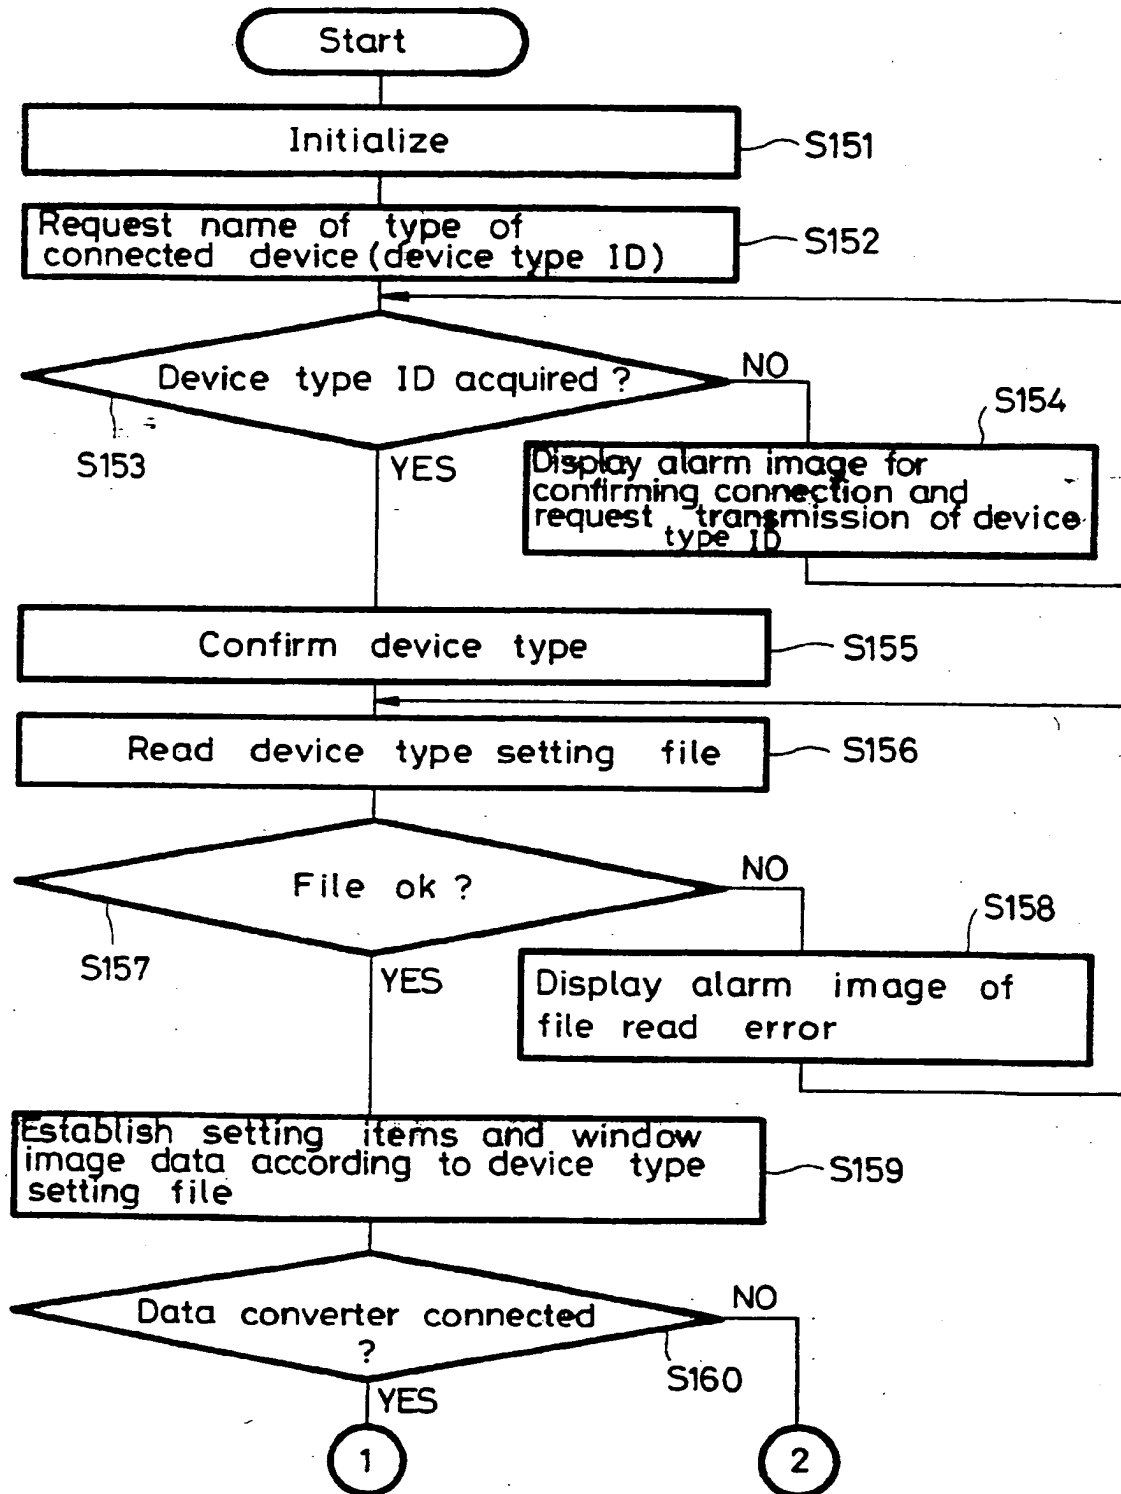 Start
Initialize
S151
Request name of type of
connected device (device type ID)
S152
Device type ID acquired ?
NO
S153
YES
S154
Display alarm image for
confirming connection and
request transmission of device
type ID
Confirm device type
S155
Read device type setting file
S156
File ok ?
NO
S157
YES
S158
Display alarm image of
file read error
Establish setting items and window
image data according to device type
setting file
S159
Data converter connected
?
NO
S160
YES
1
2